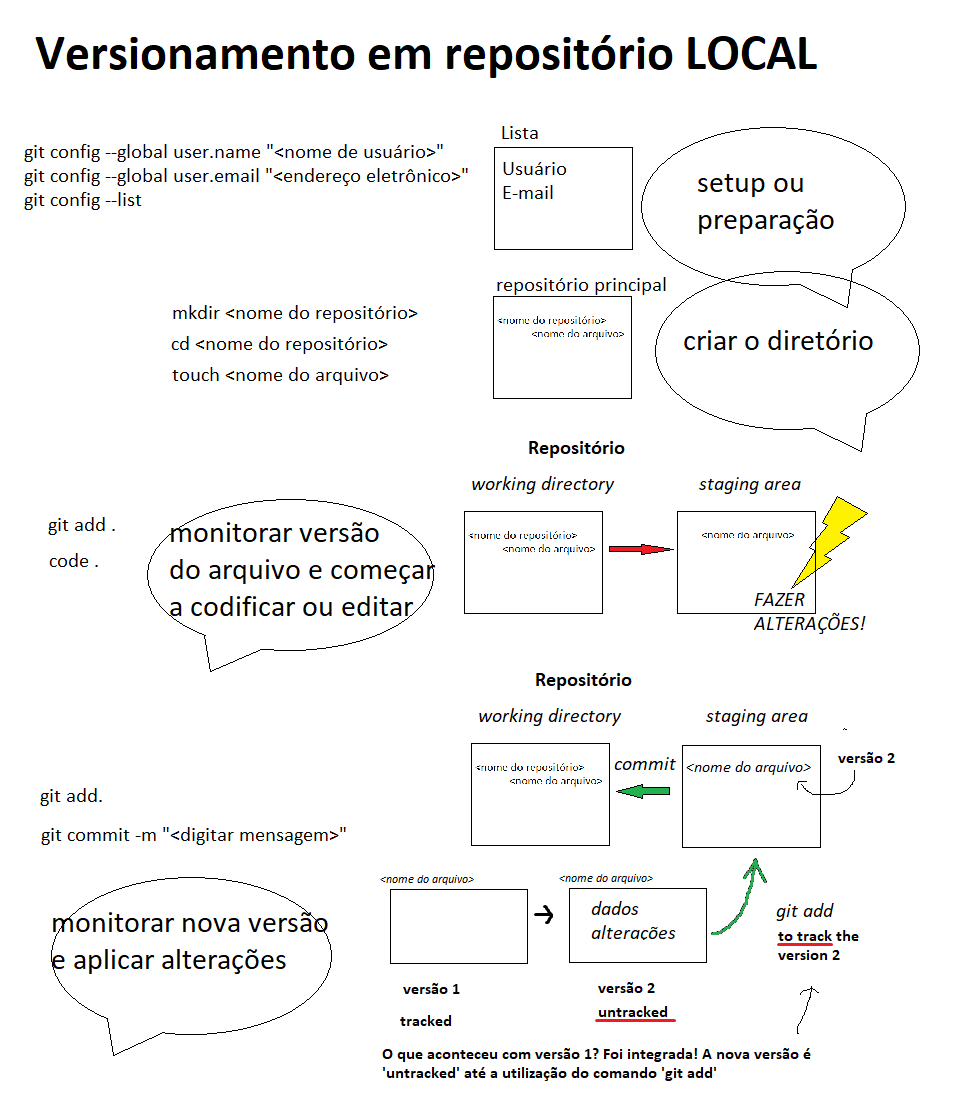 Versionamento em repositório LOCAL
git config --global user.name "<nome de usuário>"
git config --global user.email "<endereço eletrônico>"
git config --list
Lista
Usuário
E-mail
setup ou
preparação
mkdir <nome do repositório>
cd <nome do repositório>
touch <nome do arquivo>
repositório principal
<nome do repositório>
<nome do arquivo>
criar o diretório
Repositório
working directory
staging area
git add .
code .
monitorar versão
do arquivo e começar
a codificar ou editar
<nome do repositório>
<nome do arquivo>
<nome do arquivo>
FAZER
ALTERAÇÕES!
Repositório
working directory
staging area
<nome do repositório>
<nome do arquivo>
commit
<nome do arquivo>
versão 2
git add.
git commit -m "<digitar mensagem>"
monitorar nova versão
e aplicar alterações
<nome do arquivo>
<nome do arquivo>
dados
alterações
git add
to track the
version 2
versão 1
tracked
versão 2
untracked
O que aconteceu com versão 1? Foi integrada! A nova versão é
'untracked' até a utilização do comando 'git add'